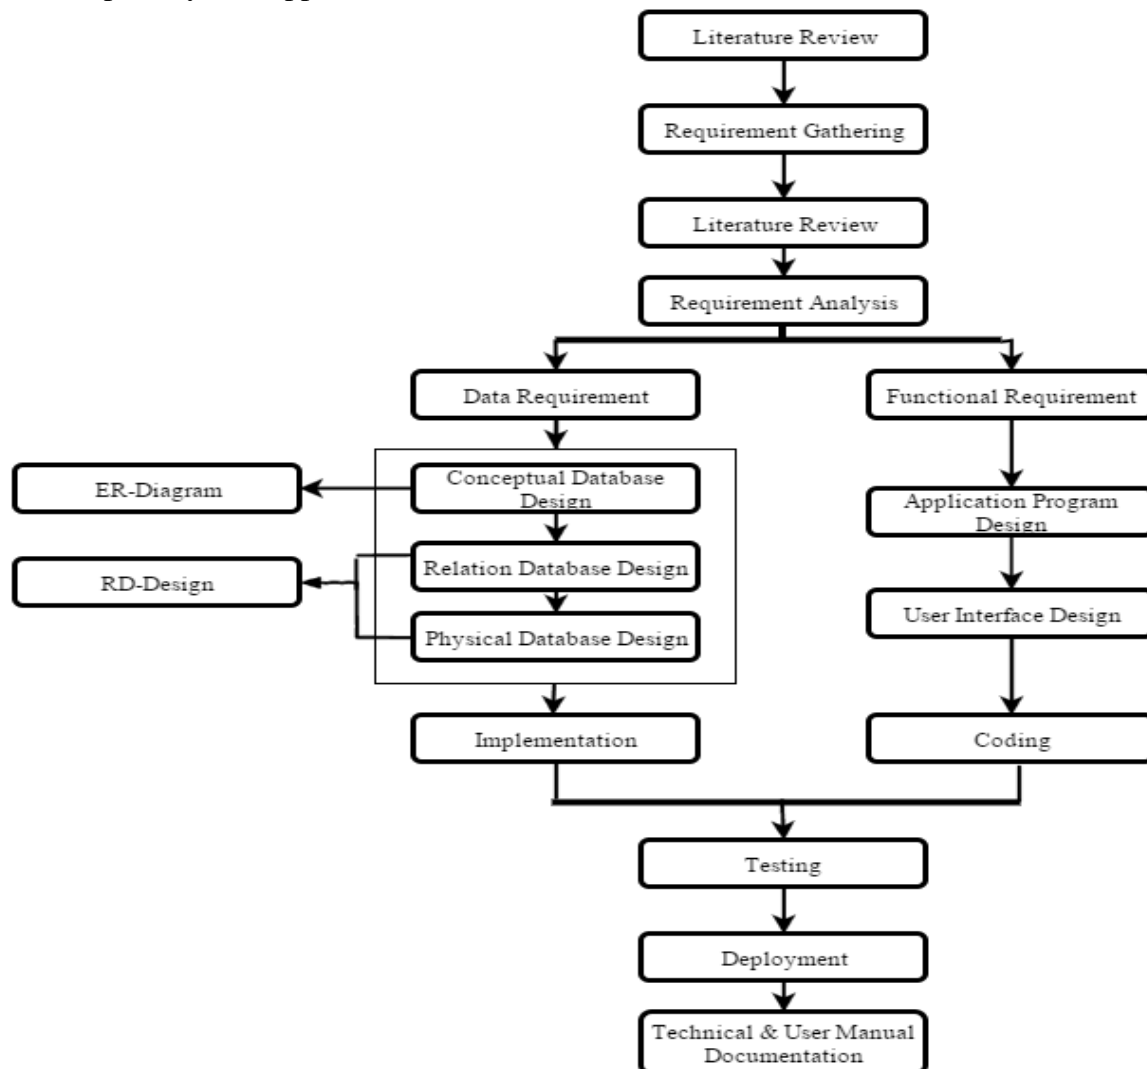 Literature Review
Requirement Gathering
Literature Review
Requirement Analysis
Data Requirement
Functional Requirement
Conceptual Database
Design
ER-Diagram
Application Program
Design
Relation Database Design
RD-Design
User Interface Design
Physical Database Design
Implementation
Coding
Testing
Deployment
Technical & User Manual
Documentation